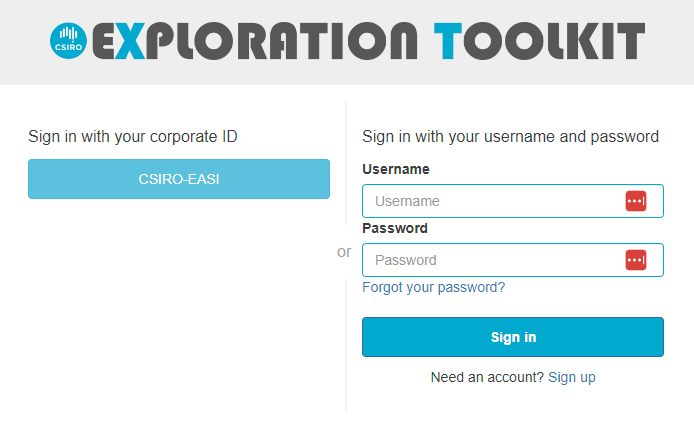 CSIRO
EXPLORATION TOOLKIT
Sign in with your corporate ID
CSIRO-EASI
or
Sign in with your username and password
Username
Username
Password
Password
Forgot your password?
Sign in
Need an account? Sign up